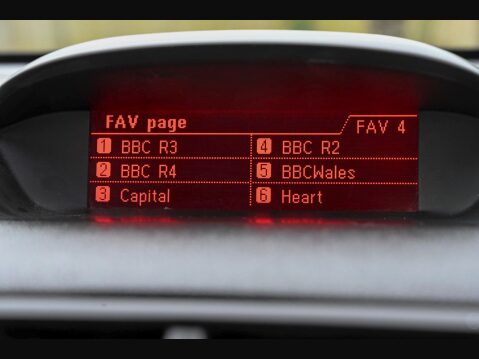 FAV page
FAV 4
1 BBC R3
4 BBC R2
2 BBC R4
5 BBCWales
3 Capital
6 Heart